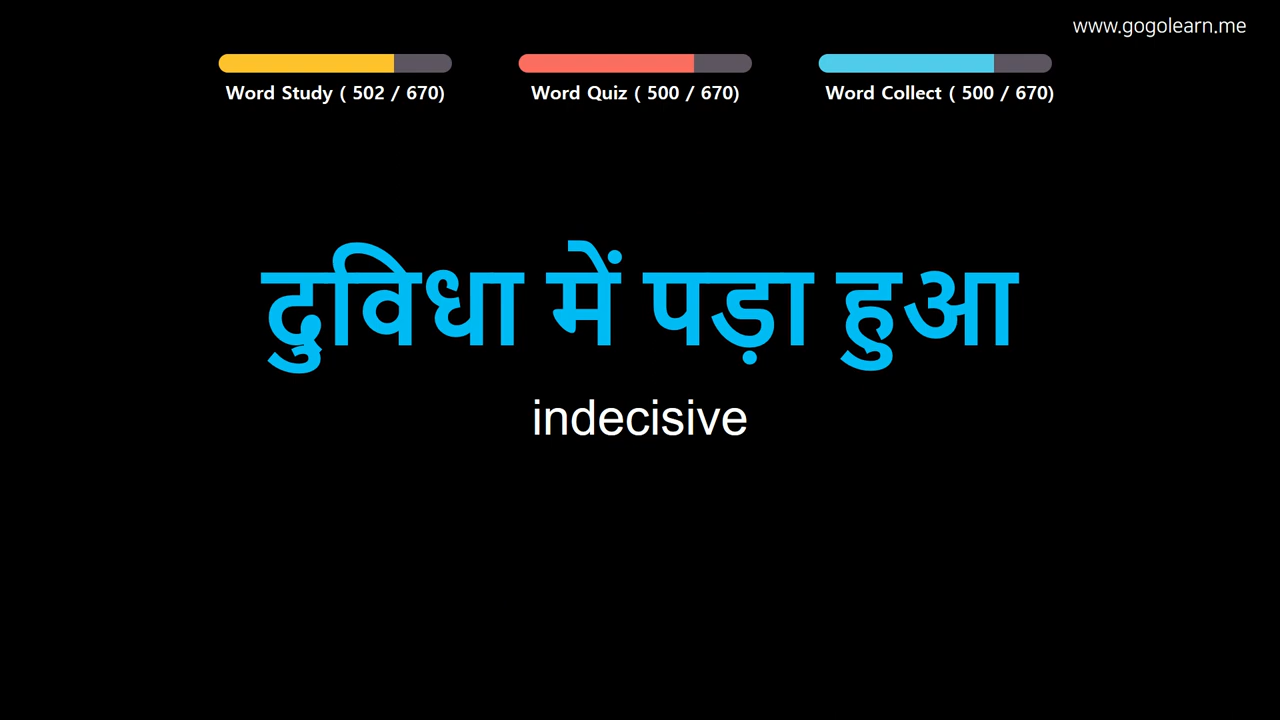 www.gogolearn.me
Word Study ( 502 / 670)
Word Quiz ( 500 / 670)
Word Collect ( 500 / 670)
दुविधा में पड़ा हुआ
indecisive